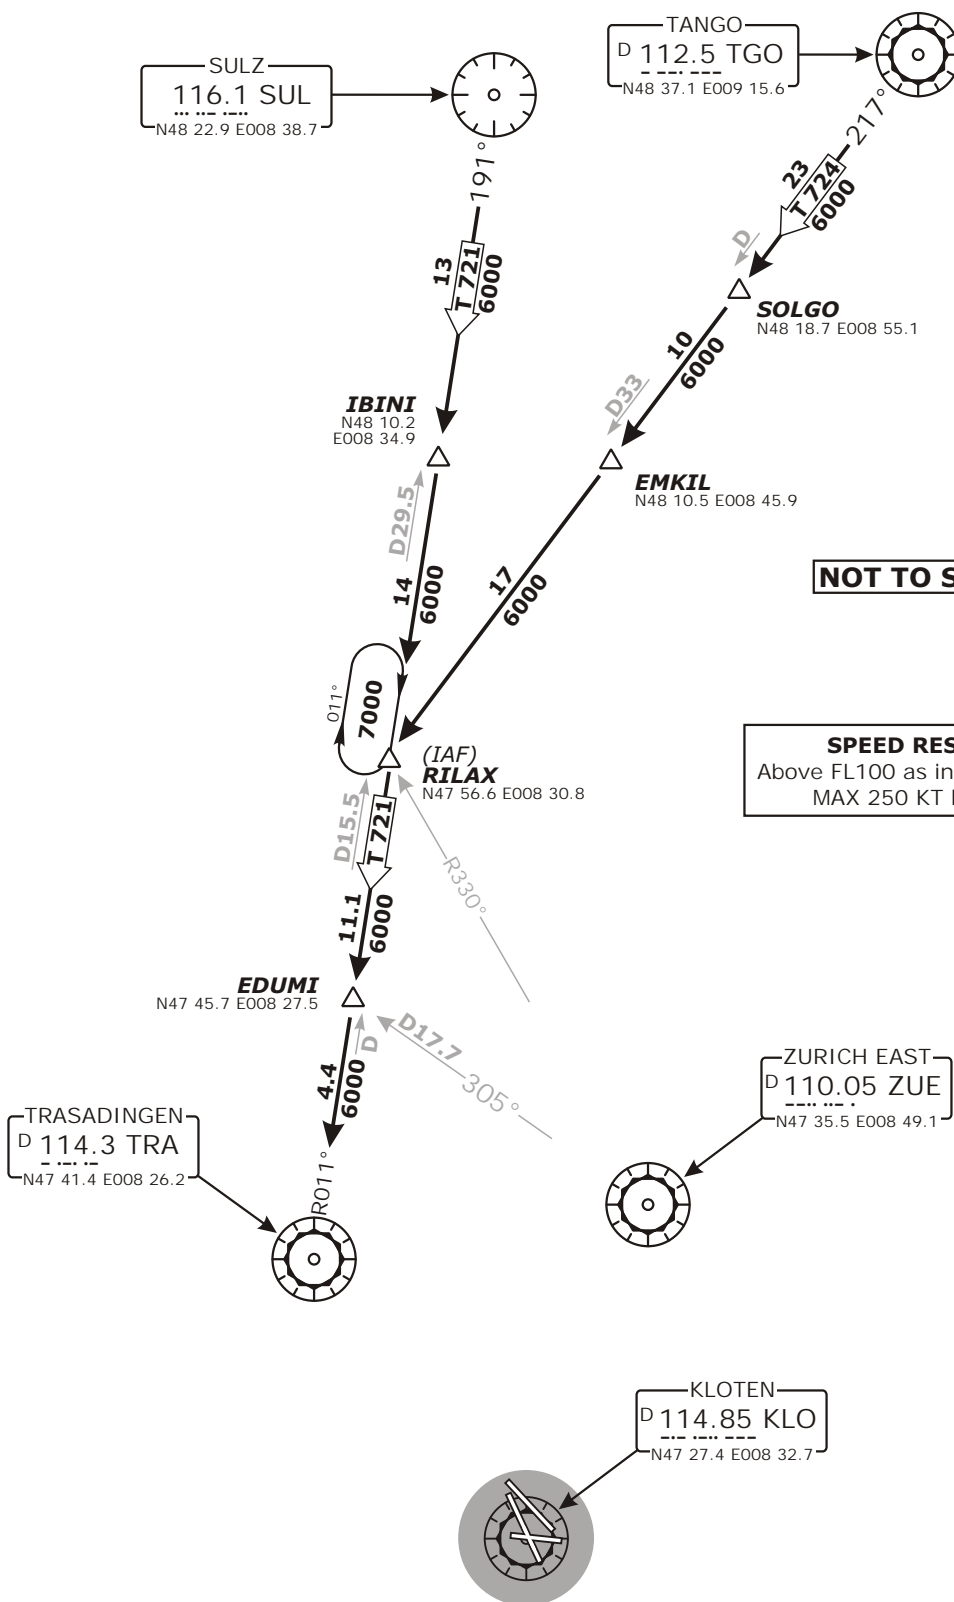 TANGO
D 112.5 TGO
N48 37.1 E009 15.6
SULZ
116.1 SUL
N48 22.9 E008 38.7
217°
191°
23
T 724
6000
D
13
T 721
6000
SOLGO
N48 18.7 E008 55.1
10
6000
D33
IBINI
N48 10.2
E008 34.9
EMKIL
N48 10.5 E008 45.9
D29.5
14
6000
17
6000
NOT TO S
011°
7000
(IAF)
RILAX
N47 56.6 E008 30.8
SPEED RES
Above FL100 as in
MAX 250 KT
D15.5
T 721
R330°
11.1
6000
EDUMI
N47 45.7 E008 27.5
D17.7
305°
D
4.4
6000
ZURICH EAST
D 110.05 ZUE
N47 35.5 E008 49.1
TRASADINGEN
D 114.3 TRA
N47 41.4 E008 26.2
R011°
KLOTEN
D 114.85 KLO
N47 27.4 E008 32.7